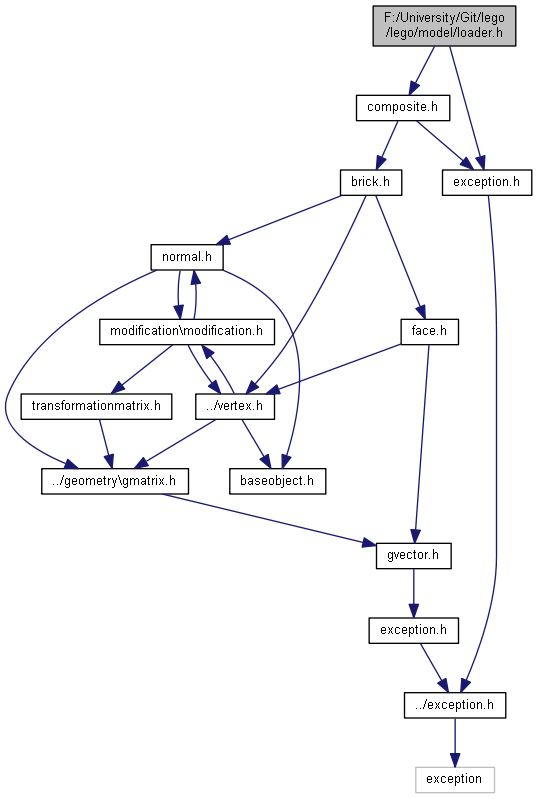 F:/University/Git/lego
/lego/model/loader.h
composite.h
brick.h
exception.h
normal.h
modification\modification.h
face.h
transformationmatrix.h
../vertex.h
../geometry\gmatrix.h
baseobject.h
gvector.h
exception.h
../exception.h
exception